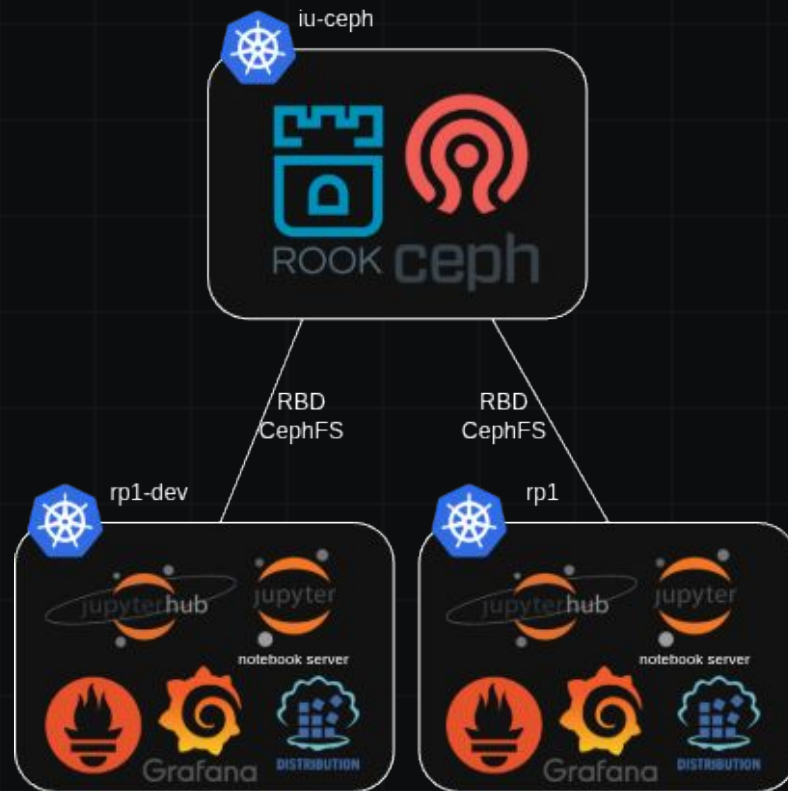 iu-ceph
ROOK ceph
RBD
CephFS
RBD
CephFS
rp1-dev
rp1
jupyterhub
jupyter
notebook server
Grafana
DISTRIBUTION
jupyterhub
jupyter
notebook server
Grafana
DISTRIBUTION